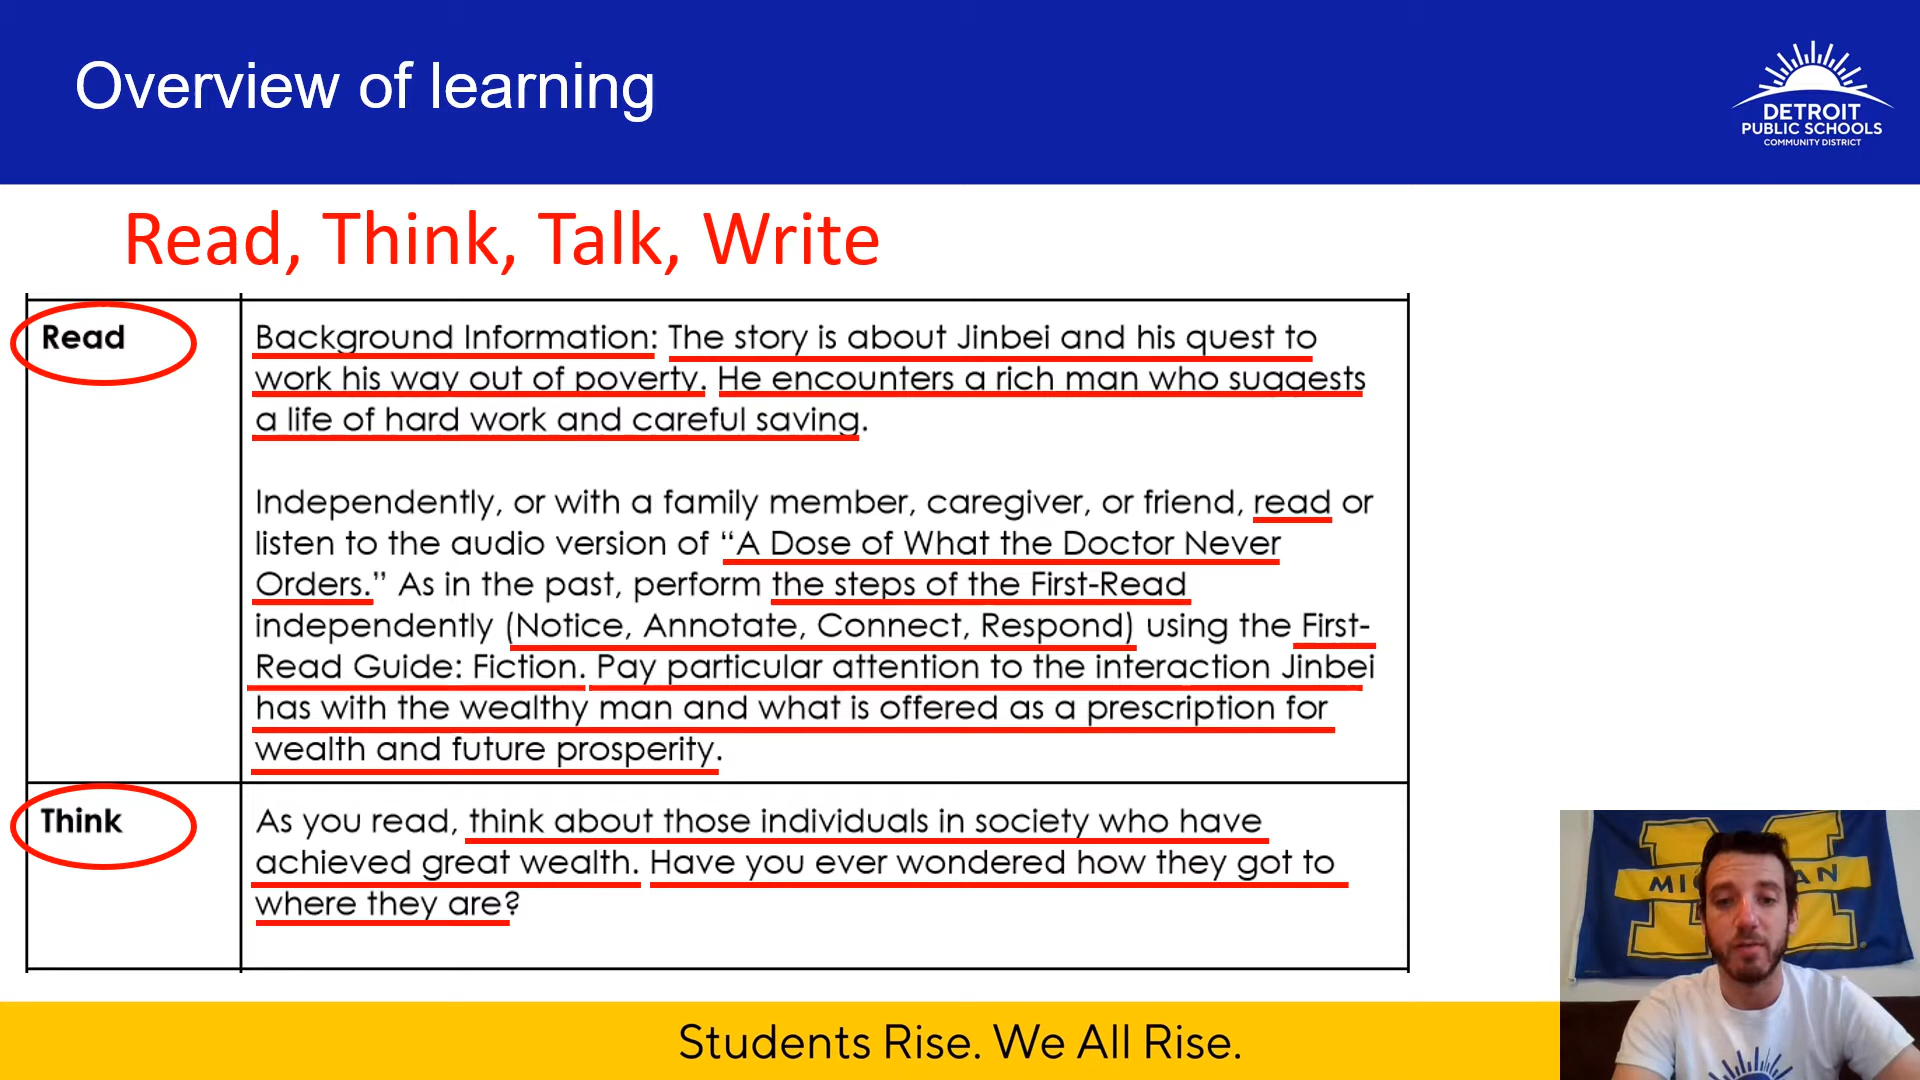 Overview of learning
DETROIT
PUBLIC SCHOOLS
COMMUNITY DISTRICT
Read, Think, Talk, Write
Read
Background Information: The story is about Jinbei and his quest to
work his way out of poverty. He encounters a rich man who suggests
a life of hard work and careful saving.
Independently, or with a family member, caregiver, or friend, read or
listen to the audio version of “A Dose of What the Doctor Never
Orders.” As in the past, perform the steps of the First-Read
independently (Notice, Annotate, Connect, Respond) using the First-
Read Guide: Fiction. Pay particular attention to the interaction Jinbei
has with the wealthy man and what is offered as a prescription for
wealth and future prosperity.
Think
As you read, think about those individuals in society who have
achieved great wealth. Have you ever wondered how they got to
where they are?
Students Rise. We All Rise.